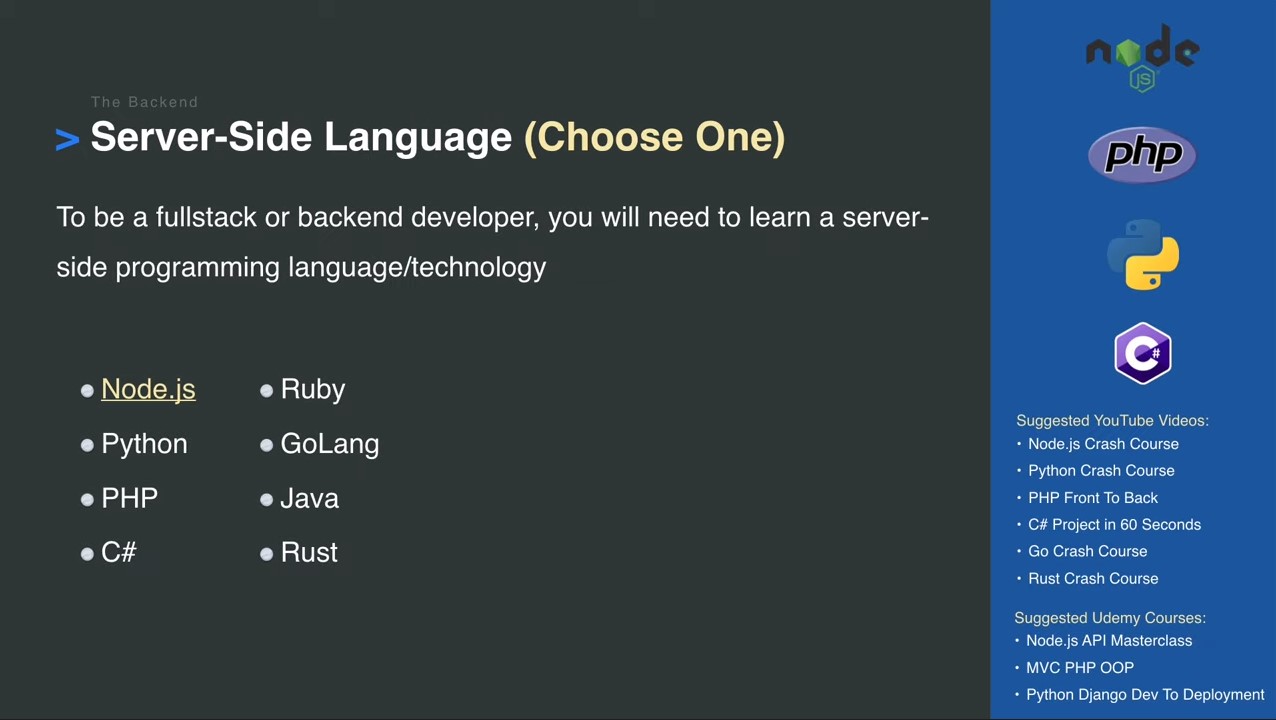 The Backend
> Server-Side Language (Choose One)
To be a fullstack or backend developer, you will need to learn a server-
side programming language/technology
• Node.js
• Python
• PHP
• C#
• Ruby
• GoLang
• Java
• Rust
node
JS
php
C#
Suggested YouTube Videos:
• Node.js Crash Course
• Python Crash Course
• PHP Front To Back
• C# Project in 60 Seconds
• Go Crash Course
• Rust Crash Course
Suggested Udemy Courses:
• Node.js API Masterclass
• MVC PHP OOP
• Python Django Dev To Deployment